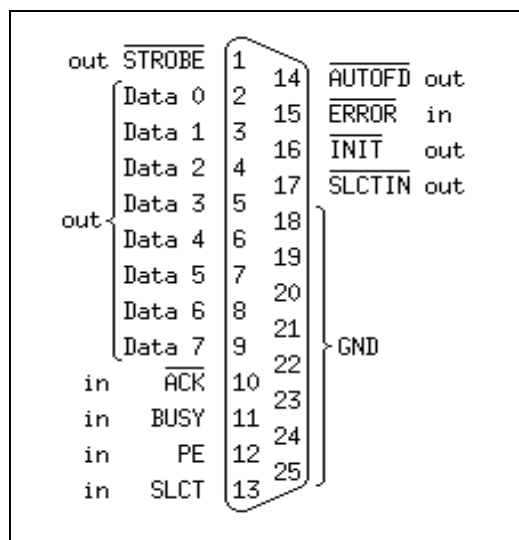 out STROBE 1
14 AUTOFD out
Data 0 2
15 ERROR in
Data 1 3
16 INIT out
Data 2 4
17 SLCTIN out
Data 3 5
out
18
Data 4 6
19
Data 5 7
20
Data 6 8
21
Data 7 9
GND
22
in ACK 10
23
in BUSY 11
24
in PE 12
25
in SLCT 13